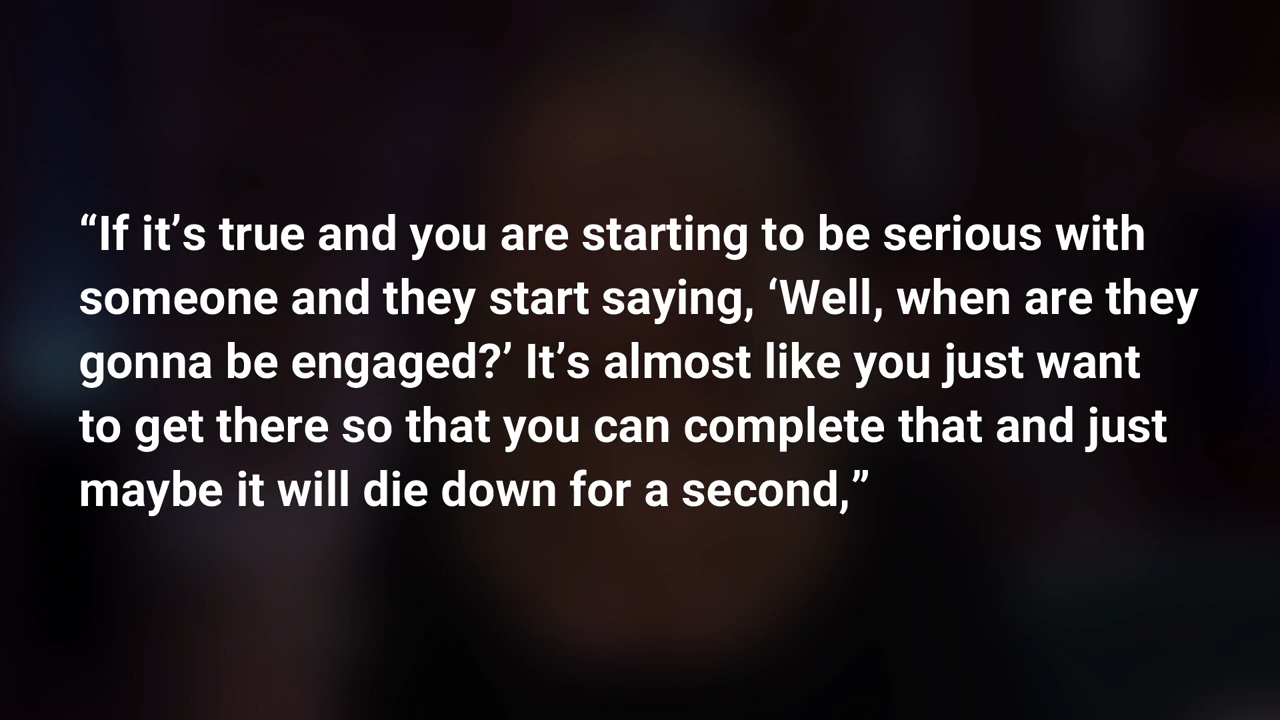 “If it’s true and you are starting to be serious with
someone and they start saying, ‘Well, when are they
gonna be engaged?’ It’s almost like you just want
to get there so that you can complete that and just
maybe it will die down for a second,”